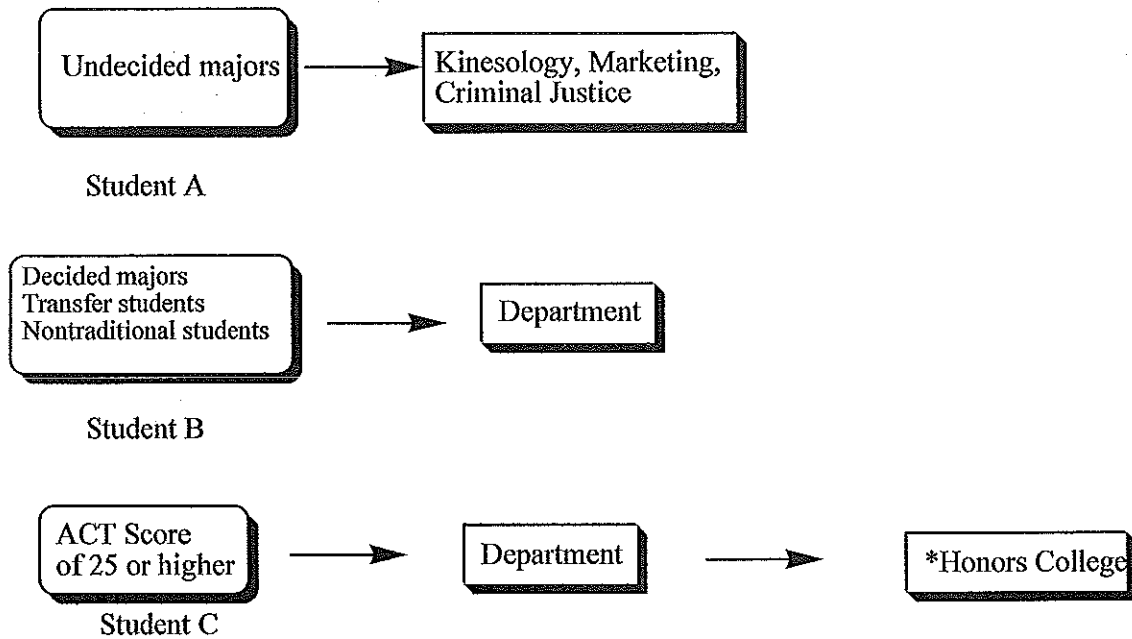 Undecided majors
Kinesology, Marketing,
Criminal Justice
Student A
Decided majors
Transfer students
Nontraditional students
Department
Student B
ACT Score
of 25 or higher
Department
*Honors College
Student C